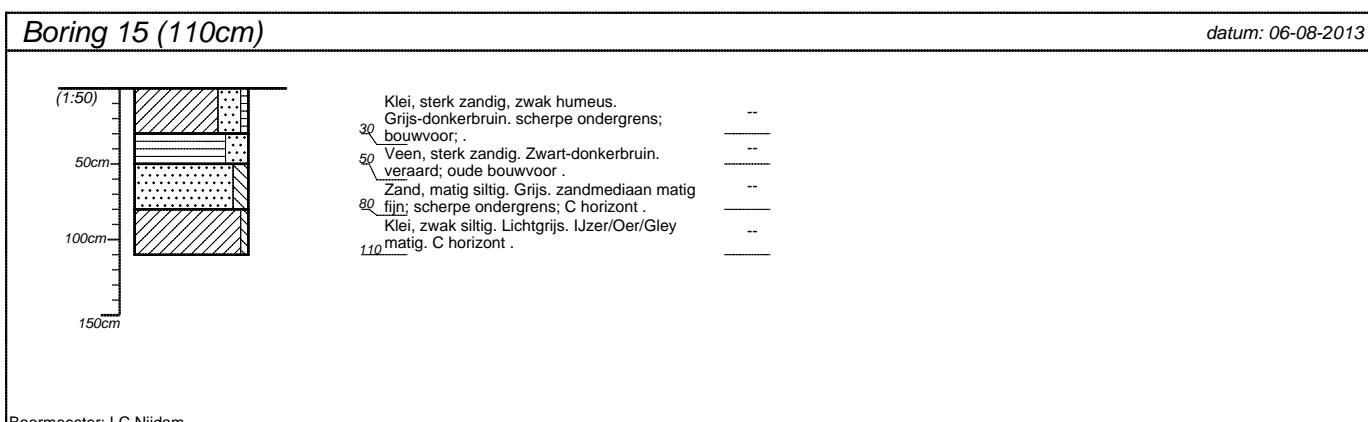 Boring 15 (110cm)
datum: 06-08-2013
(1:50)
50cm
100cm
150cm
Klei, sterk zandig, zwak humeus.
Grijs-donkerbruin. scherpe ondergrens;
30 bouwvoor; .
--
Veen, sterk zandig. Zwart-donkerbruin.
50 veraard; oude bouwvoor .
--
Zand, matig siltig. Grijs. zandmediaan matig
80 fijn; scherpe ondergrens; C horizont .
--
Klei, zwak siltig. Lichtgrijs. IJzer/Oer/Gley
110 matig. C horizont .
--